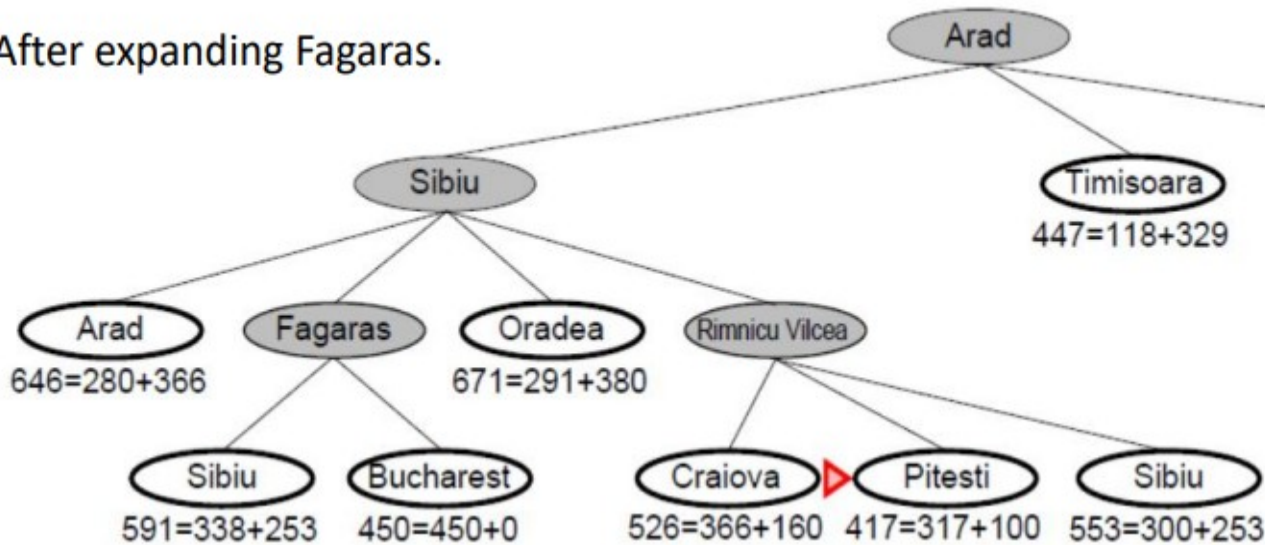 After expanding Fagaras.
Arad
Sibiu
Timisoara
447=118+329
Arad
Fagaras
Oradea
Rimnicu Vilcea
646=280+366
671=291+380
Sibiu
Bucharest
Craiova
Pitesti
Sibiu
591=338+253
450=450+0
526=366+160
417=317+100
553=300+253